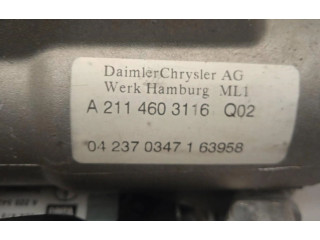 DaimlerChrysler AG
Werk Hamburg ML1
A 211 460 3116 Q02
04 237 0347 1 63958